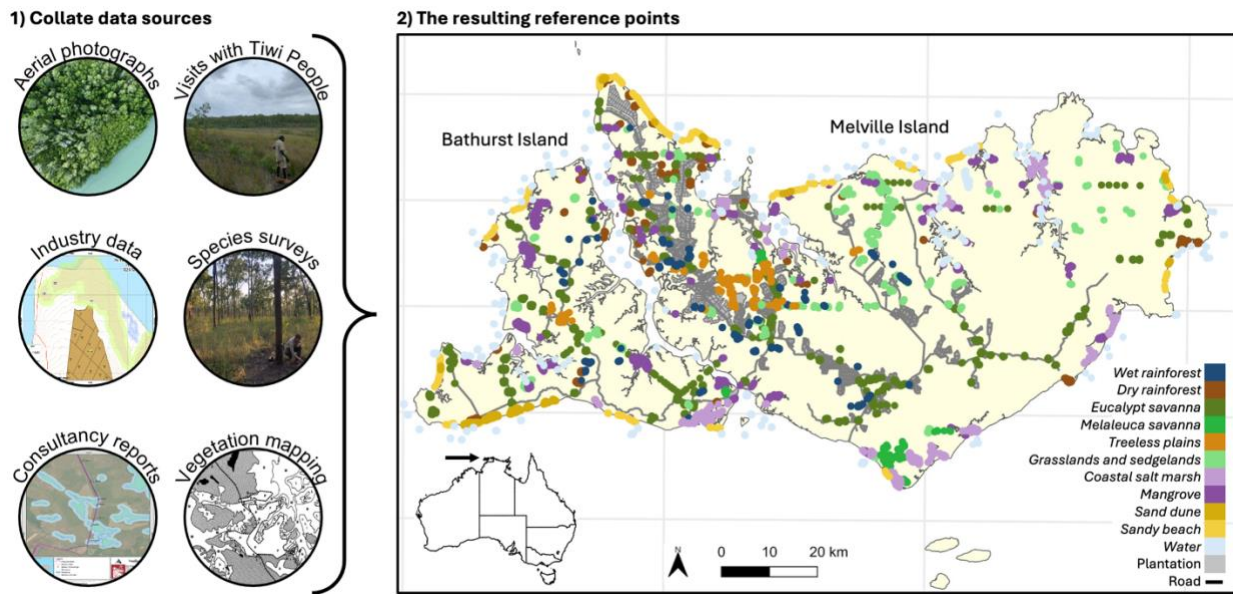 1) Collate data sources
Aerial photographs
Visits with Tiwi People
Industry data
Species surveys
Consultancy reports
Vegetation mapping
2) The resulting reference points
Bathurst Island
Melville Island
Wet rainforest
Dry rainforest
Eucalypt savanna
Melaleuca savanna
Treeless plains
Grasslands and sedgelands
Coastal salt marsh
Mangrove
Sand dune
Sandy beach
Water
Plantation
Road
N
0 10 20 km